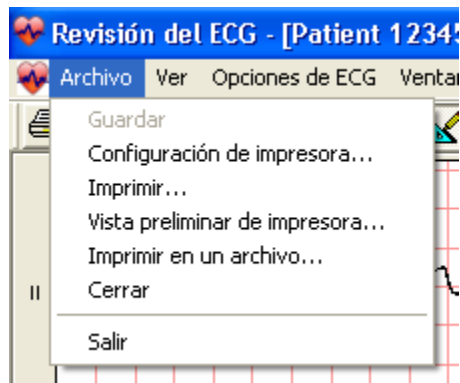 Revisión del ECG - [Patient 12345
Archivo Ver Opciones de ECG Ventan
Guardar
Configuración de impresora...
Imprimir...
Vista preliminar de impresora...
Imprimir en un archivo...
II
Cerrar
Salir